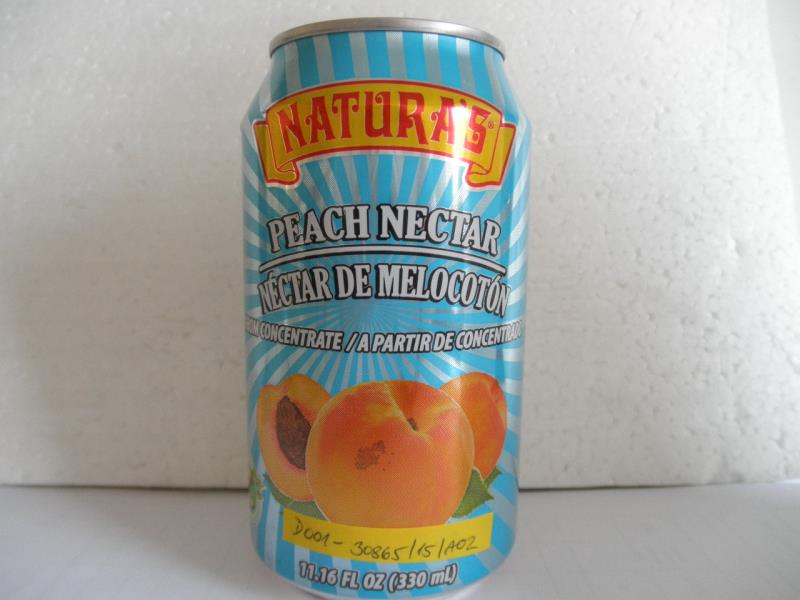 NATURA'S®
PEACH NECTAR
NÉCTAR DE MELOCOTÓN
CONCENTRATE / A PARTIR DE CONCENTRADO
D001-30865/15/A02
11.16 FL OZ (330 mL)